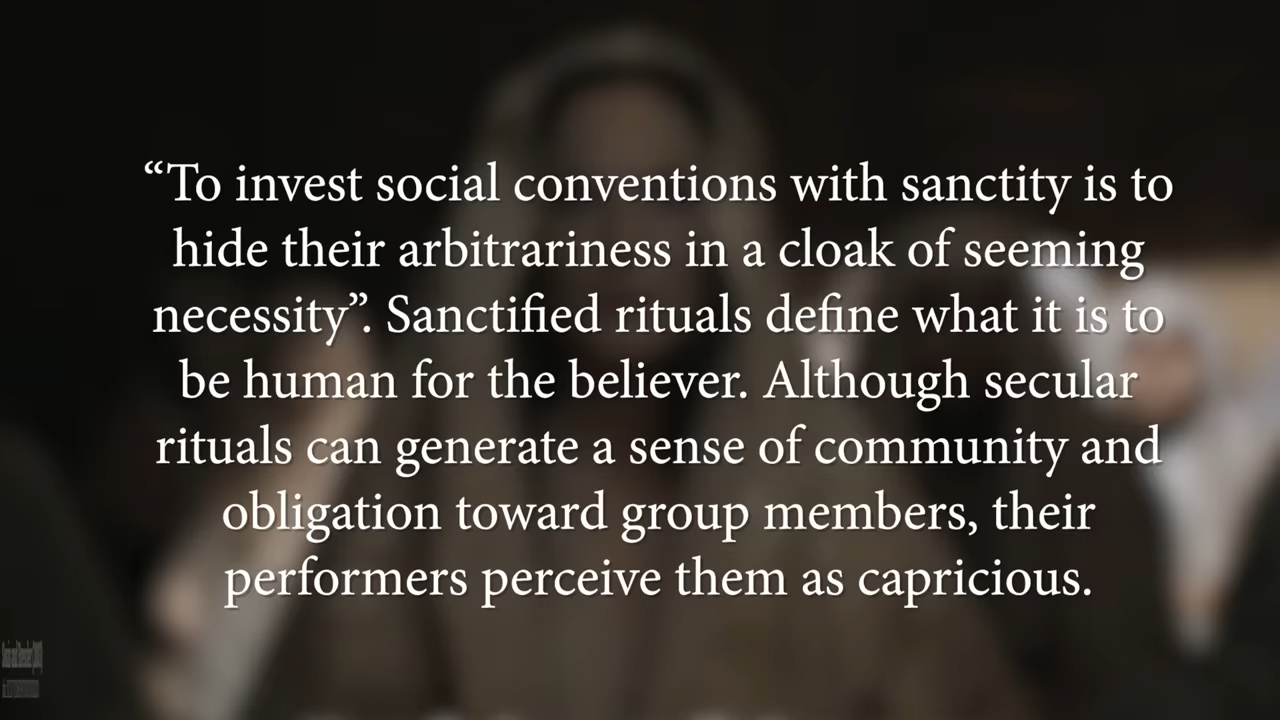 “To invest social conventions with sanctity is to
hide their arbitrariness in a cloak of seeming
necessity”. Sanctified rituals define what it is to
be human for the believer. Although secular
rituals can generate a sense of community and
obligation toward group members, their
performers perceive them as capricious.